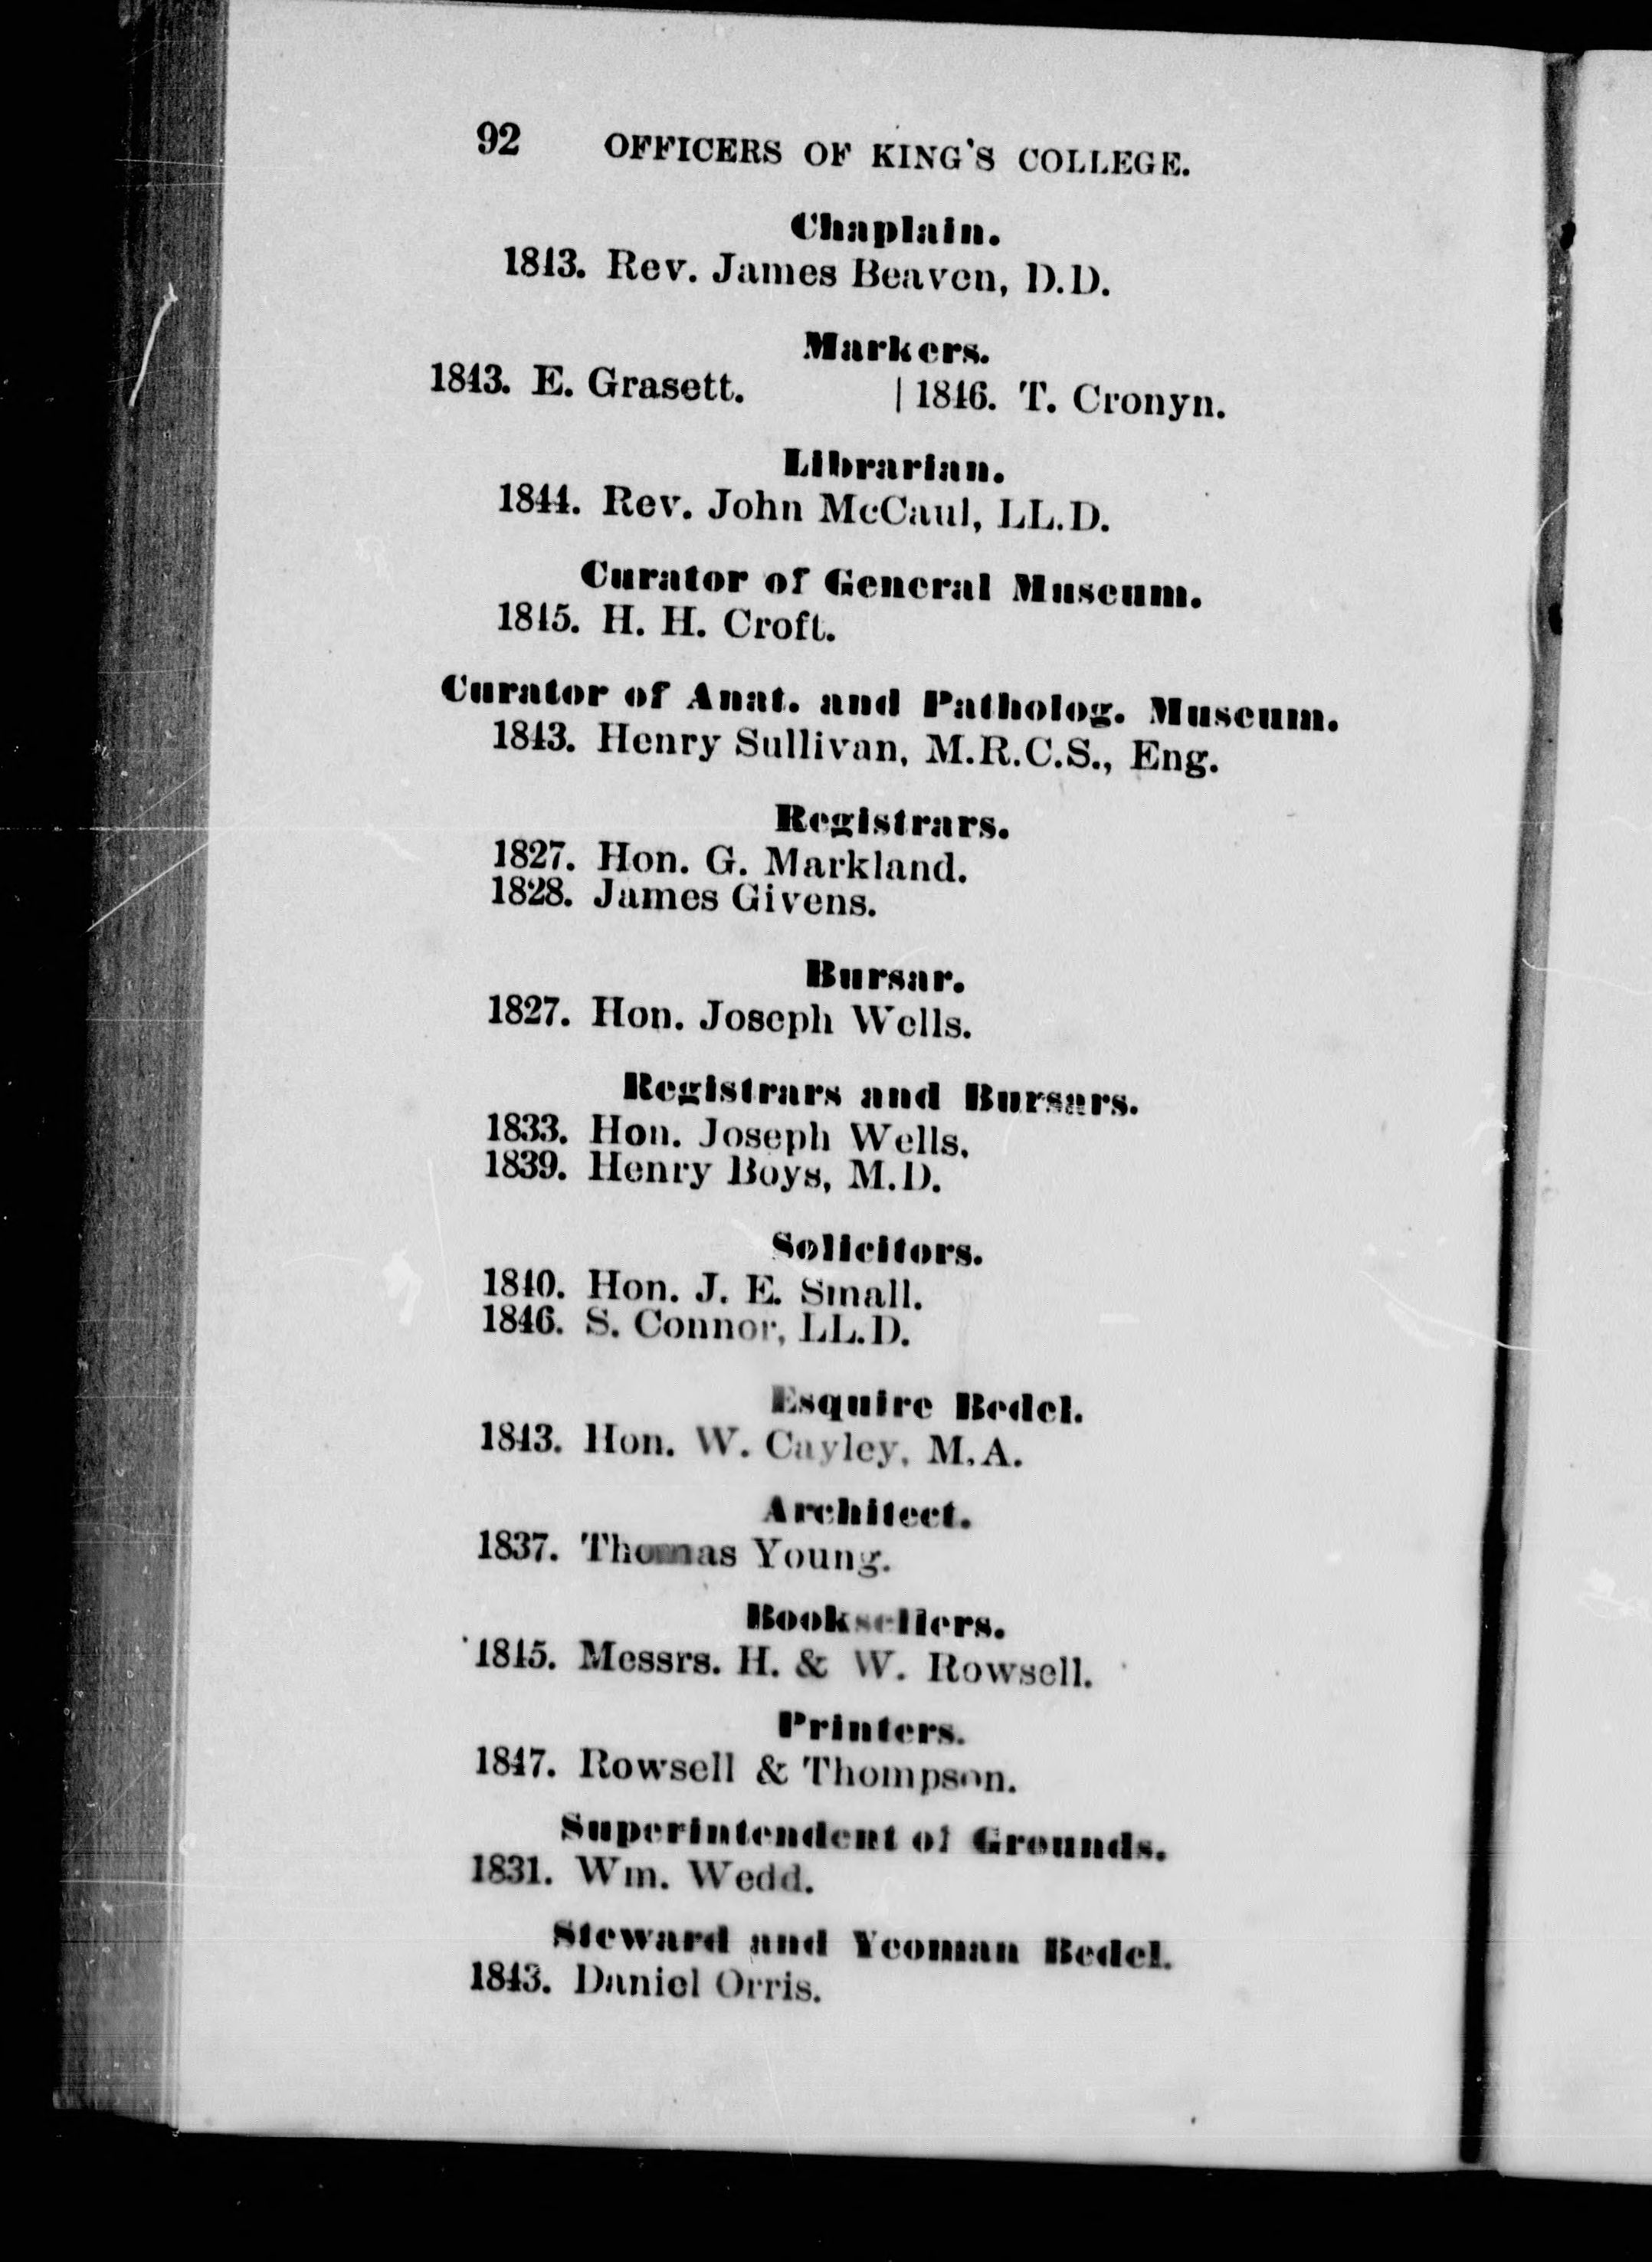 92 OFFICERS OF KING'S COLLEGE.
Chaplain.
1843. Rev. James Beaven, D.D.
Markers.
1843. E. Grasett. | 1846. T. Cronyn.
Librarian.
1844. Rev. John McCaul, LL.D.
Curator of General Museum.
1845. H. H. Croft.
Curator of Anat. and Patholog. Museum.
1843. Henry Sullivan, M.R.C.S., Eng.
Registrars.
1827. Hon. G. Markland.
1828. James Givens.
Bursar.
1827. Hon. Joseph Wells.
Registrars and Bursars.
1833. Hon. Joseph Wells.
1839. Henry Boys, M.D.
Solicitors.
1840. Hon. J. E. Small.
1846. S. Connor, LL.D.
Esquire Bedel.
1843. Hon. W. Cayley, M.A.
Architect.
1837. Thomas Young.
Booksellers.
1845. Messrs. H. & W. Rowsell.
Printers.
1847. Rowsell & Thompson.
Superintendent of Grounds.
1831. Wm. Wedd.
Steward and Yeoman Bedel.
1843. Daniel Orris.